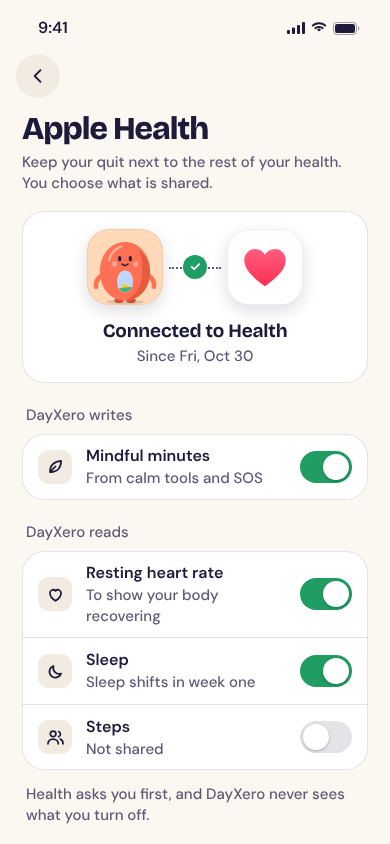 9:41
Apple Health
Keep your quit next to the rest of your health.
You choose what is shared.
Connected to Health
Since Fri, Oct 30
DayXero writes
Mindful minutes
From calm tools and SOS
DayXero reads
Resting heart rate
To show your body
recovering
Sleep
Sleep shifts in week one
Steps
Not shared
Health asks you first, and DayXero never sees
what you turn off.